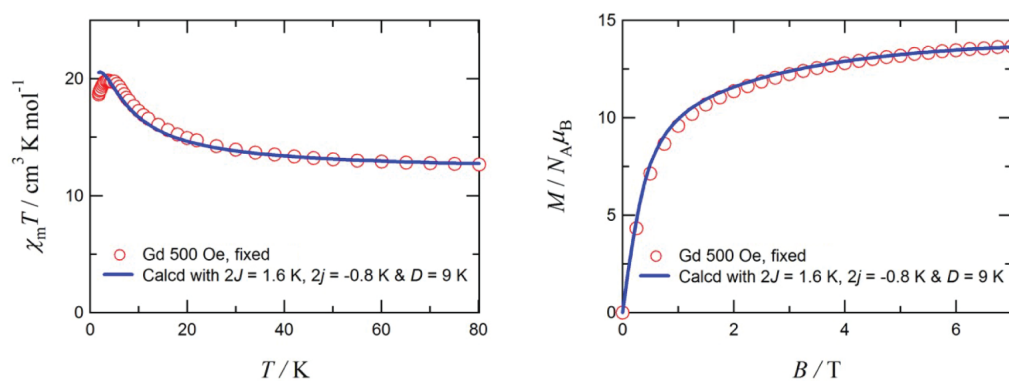 χmT / cm3 K mol-1
20
10
0
Gd 500 Oe, fixed
Calcd with 2J = 1.6 K, 2j = -0.8 K & D = 9 K
0 20 40 60 80
T / K
M / NAμB
15
10
5
0
Gd 500 Oe, fixed
Calcd with 2J = 1.6 K, 2j = -0.8 K & D = 9 K
0 2 4 6
B / T